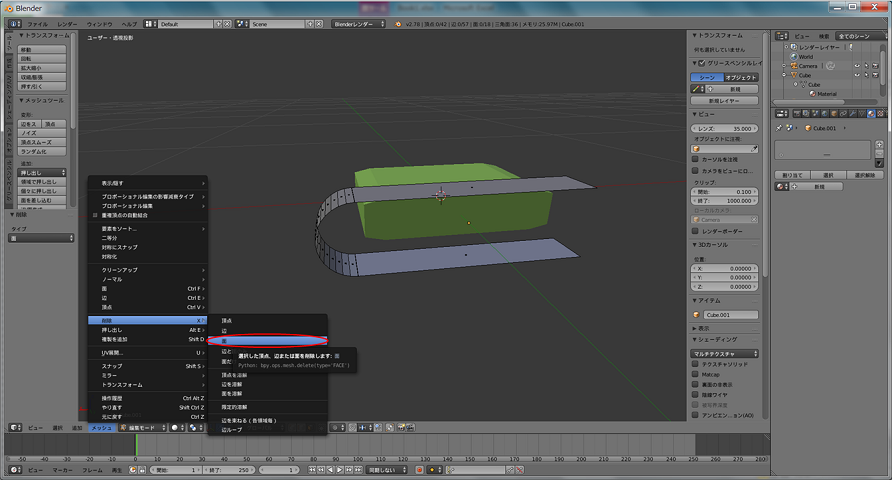 Blender
ファイル レンダー ウィンドウ ヘルプ Default Scene Blenderレンダー v2.78 | 頂点:0/42 | 辺:0/57 | 面:0/18 | 三角面:36 | メモリ:25.97M | Cube.001
トランスフォーム
移動
回転
拡大縮小
収縮/膨張
押す/引く
メッシュツール
変形:
辺をス 頂点
ノイズ
頂点スムーズ
ランダム化
追加:
押し出し
領域で押し出し
個々に押し出し
面を差し込む
削除
タイプ
面
ユーザー・透視投影
表示/隠す
プロポーショナル編集の影響減衰タイプ
プロポーショナル編集
重複頂点の自動結合
要素をソート...
二等分
対称にスナップ
対称化
クリーンアップ
ノーマル
面 Ctrl F
辺 Ctrl E
頂点 Ctrl V
削除 X
押し出し Alt E
複製を追加 Shift D
UV展開... U
スナップ Shift S
ミラー
トランスフォーム
操作履歴 Ctrl Alt Z
やり直す Shift Ctrl Z
元に戻す Ctrl Z
頂点
辺
面
辺と
面だ
選択した頂点、辺または面を削除します: 面
Python: bpy.ops.mesh.delete(type='FACE')
頂点を溶解
辺を溶解
面を溶解
限定的溶解
辺を束ねる(各領域毎)
辺ループ
ビュー 選択 追加 メッシュ 編集モード
トランスフォーム
何も選択していません
グリースペンシルレイ
シーン オブジェクト
新規
新規レイヤー
ビュー
レンズ: 35.000
オブジェクトに注視
カーソルを注視
カメラをビューにロ...
クリップ:
開始: 0.100
終了: 1000.000
ローカルカメラ
Camera
レンダーボーダー
3Dカーソル
位置:
X: 0.00000
Y: 0.00000
Z: 0.00000
アイテム
Cube.001
表示
シェーディング
マルチテクスチャ
テクスチャを表示
Matcap
裏面の非表示
陰線ワイヤ
被写界深度
アンビエン...(AO)
ビュー 検索 全てのシーン
レンダーレイヤー
World
Camera
Cube
Cube
Material
Cube.001
割り当て 選択 選択解除
新規
-50 -40 -30 -20 -10 0 10 20 30 40 50 60 70 80 90 100 110 120 130 140 150 160 170 180 190 200 210 220 230 240 250 260 270 280
ビュー マーカー フレーム 再生 開始: 1 終了: 250 1 同期しない